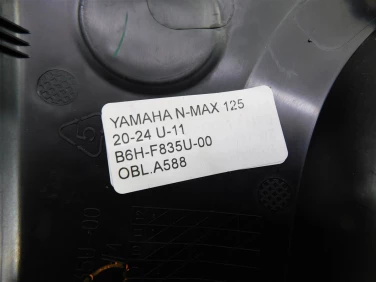 YAMAHA N-MAX 125
20-24 U-11
B6H-F835U-00
OBL.A588